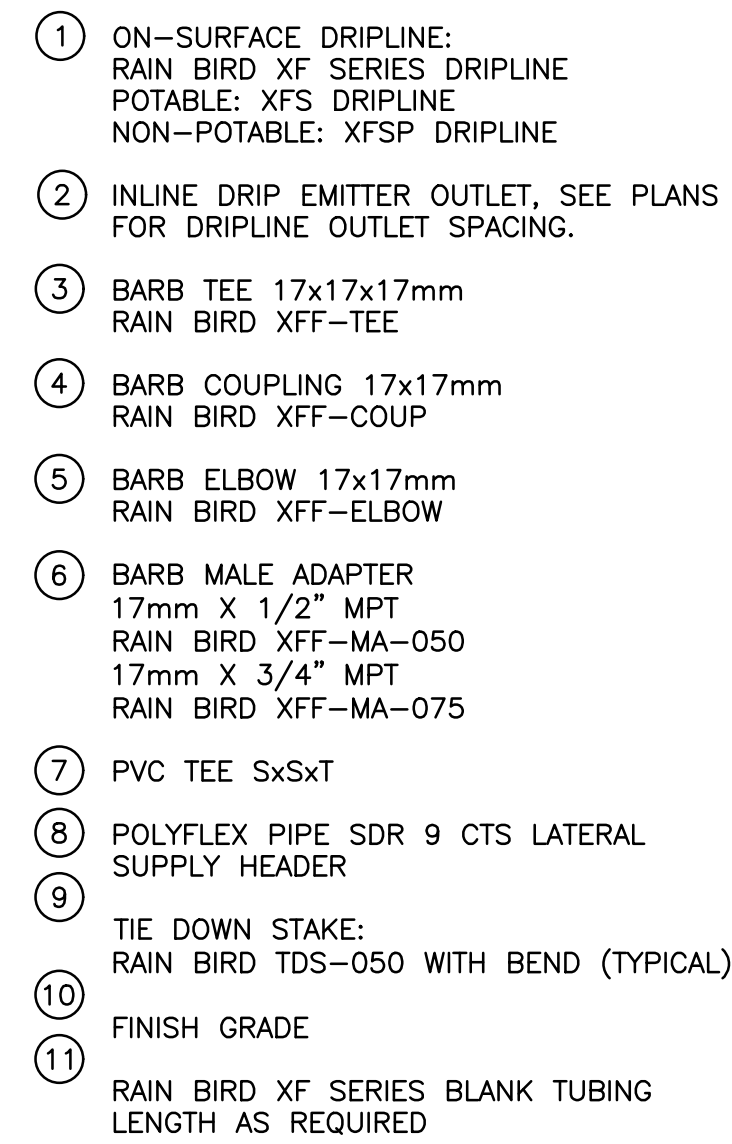 1 ON-SURFACE DRIPLINE:
RAIN BIRD XF SERIES DRIPLINE
POTABLE: XFS DRIPLINE
NON-POTABLE: XFSP DRIPLINE
2 INLINE DRIP EMITTER OUTLET, SEE PLANS
FOR DRIPLINE OUTLET SPACING.
3 BARB TEE 17x17x17mm
RAIN BIRD XFF-TEE
4 BARB COUPLING 17x17mm
RAIN BIRD XFF-COUP
5 BARB ELBOW 17x17mm
RAIN BIRD XFF-ELBOW
6 BARB MALE ADAPTER
17mm X 1/2" MPT
RAIN BIRD XFF-MA-050
17mm X 3/4" MPT
RAIN BIRD XFF-MA-075
7 PVC TEE SxSxT
8 POLYFLEX PIPE SDR 9 CTS LATERAL
SUPPLY HEADER
9
TIE DOWN STAKE:
RAIN BIRD TDS-050 WITH BEND (TYPICAL)
10
FINISH GRADE
11
RAIN BIRD XF SERIES BLANK TUBING
LENGTH AS REQUIRED